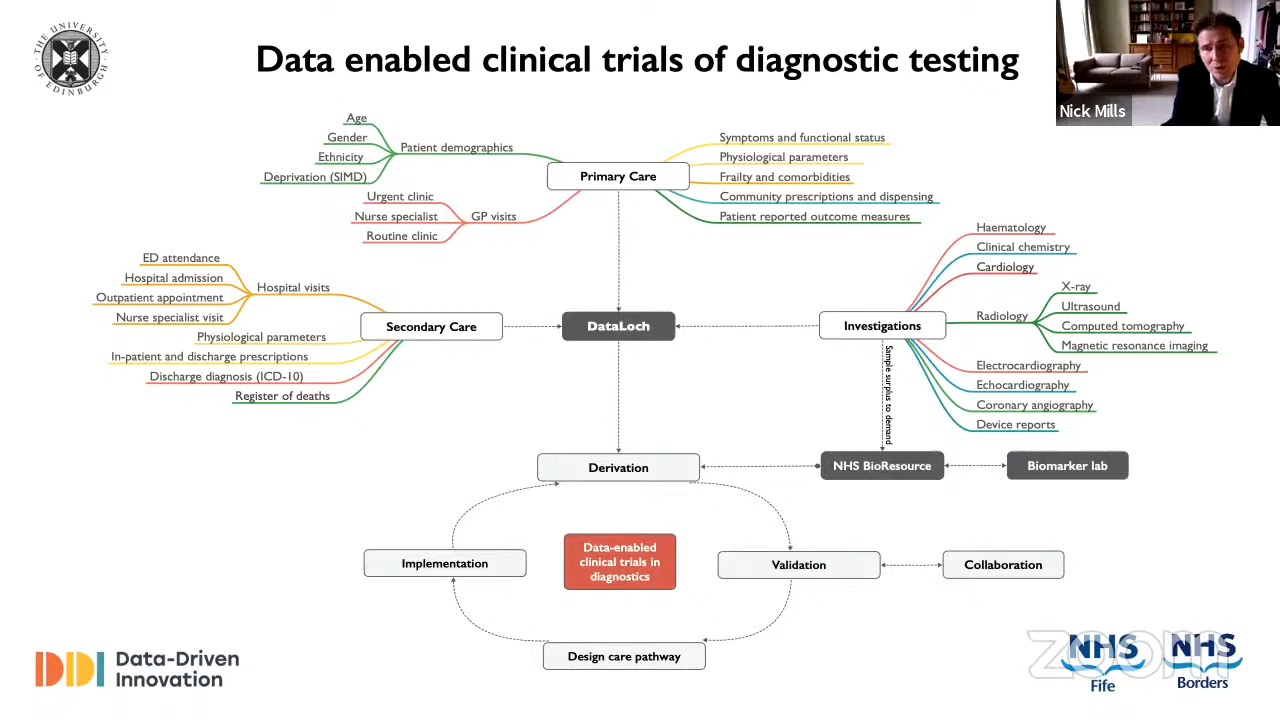 THE UNIVERSITY OF EDINBURGH
Data enabled clinical trials of diagnostic testing
Nick Mills
Age
Gender
Ethnicity
Deprivation (SIMD)
Patient demographics
Urgent clinic
Nurse specialist
Routine clinic
GP visits
Primary Care
Symptoms and functional status
Physiological parameters
Frailty and comorbidities
Community prescriptions and dispensing
Patient reported outcome measures
ED attendance
Hospital admission
Outpatient appointment
Nurse specialist visit
Hospital visits
Physiological parameters
In-patient and discharge prescriptions
Discharge diagnosis (ICD-10)
Register of deaths
Secondary Care
DataLoch
Investigations
Haematology
Clinical chemistry
Cardiology
Radiology
X-ray
Ultrasound
Computed tomography
Magnetic resonance imaging
Electrocardiography
Echocardiography
Coronary angiography
Device reports
Sample surplus to demand
Derivation
NHS BioResource
Biomarker lab
Implementation
Data-enabled
clinical trials in
diagnostics
Validation
Collaboration
Design care pathway
DDI
Data-Driven
Innovation
zoom
NHS
Fife
NHS
Borders